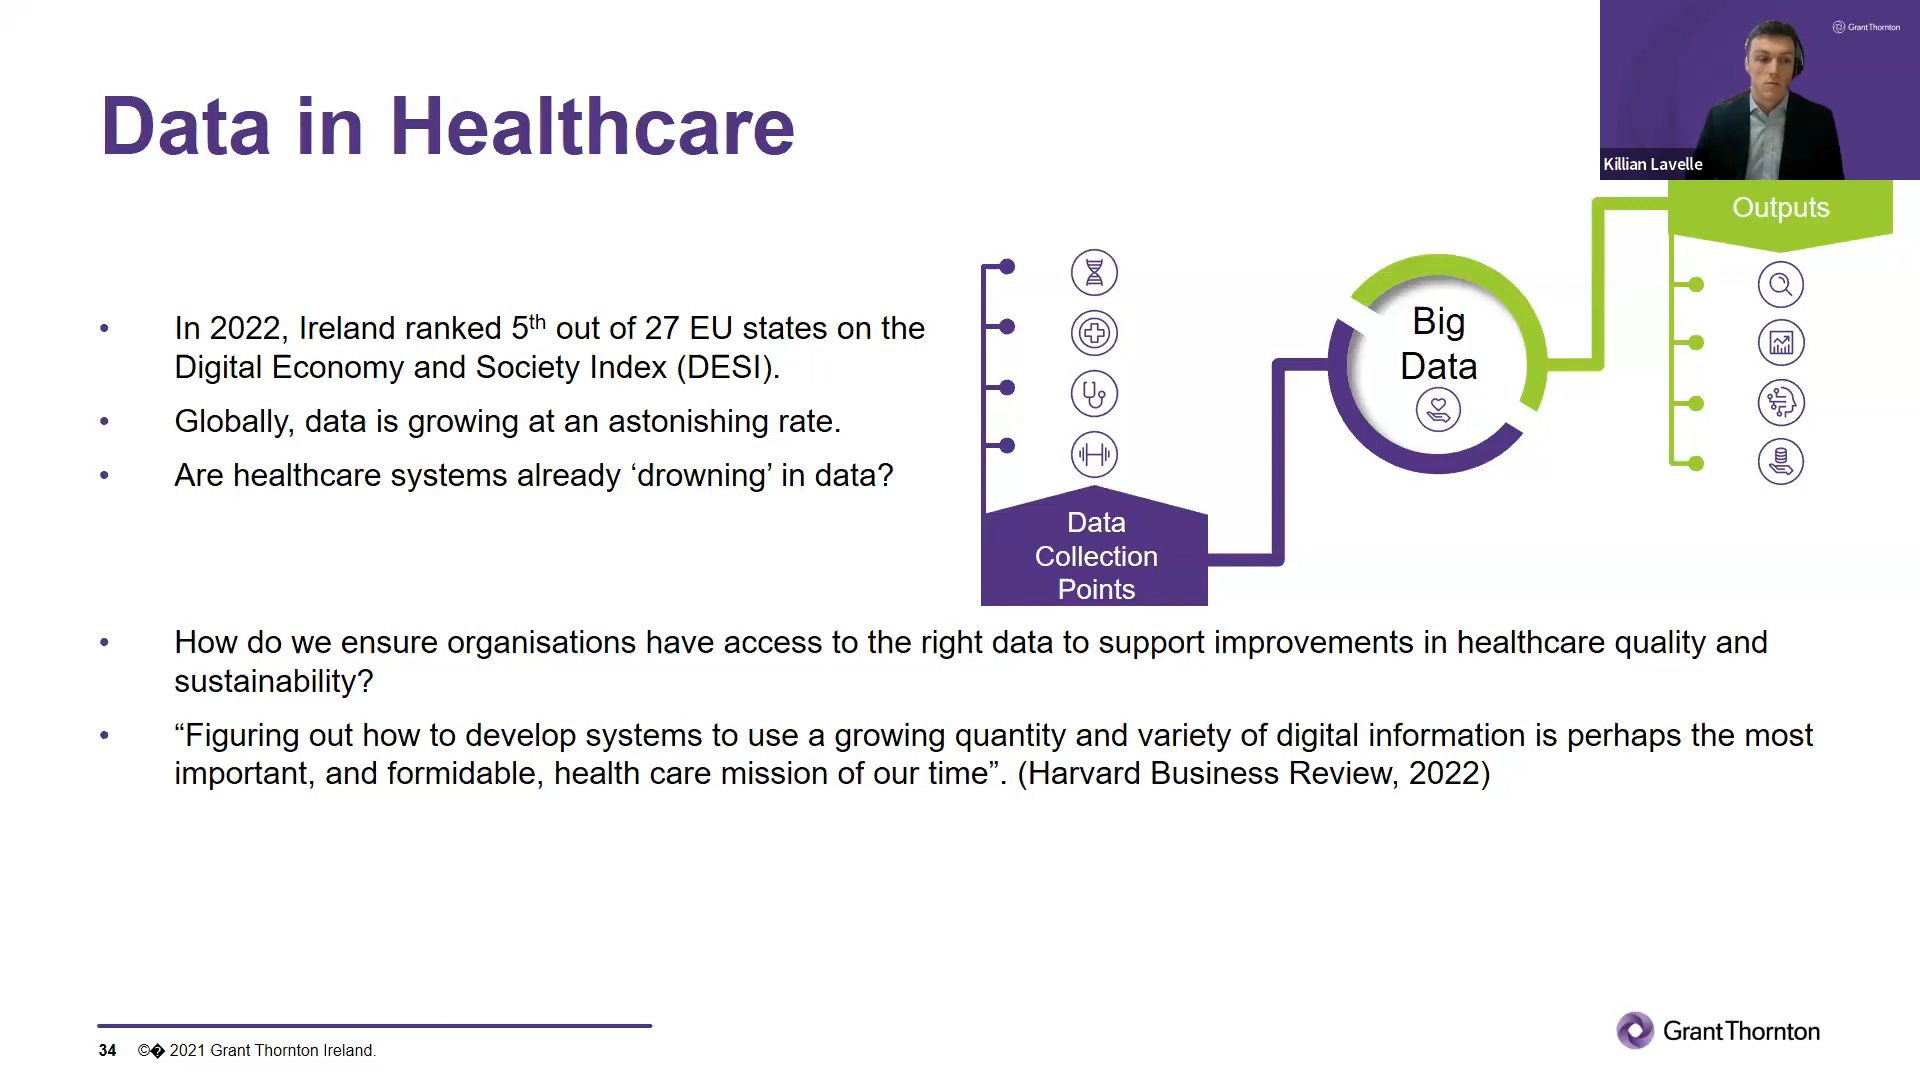 Grant Thornton
Killian Lavelle
Data in Healthcare
• In 2022, Ireland ranked 5th out of 27 EU states on the
Digital Economy and Society Index (DESI).
• Globally, data is growing at an astonishing rate.
• Are healthcare systems already ‘drowning’ in data?
Data
Collection
Points
Big
Data
Outputs
• How do we ensure organisations have access to the right data to support improvements in healthcare quality and
sustainability?
• “Figuring out how to develop systems to use a growing quantity and variety of digital information is perhaps the most
important, and formidable, health care mission of our time”. (Harvard Business Review, 2022)
34 ©� 2021 Grant Thornton Ireland.
Grant Thornton